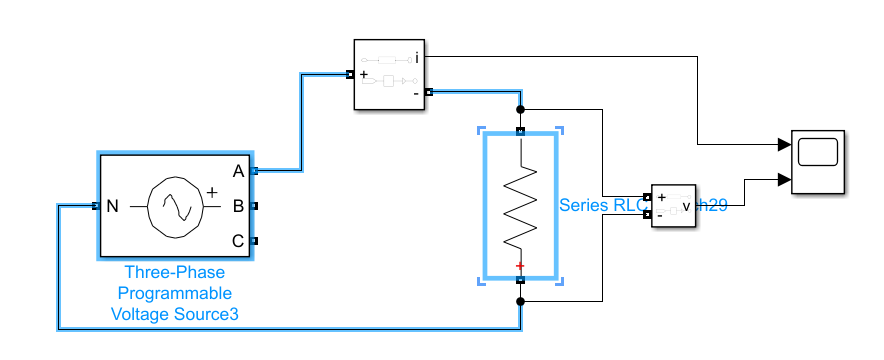 i
+
-
A
N
+
B
C
Three-Phase
Programmable
Voltage Source3
Series RLC
+
v
-
+